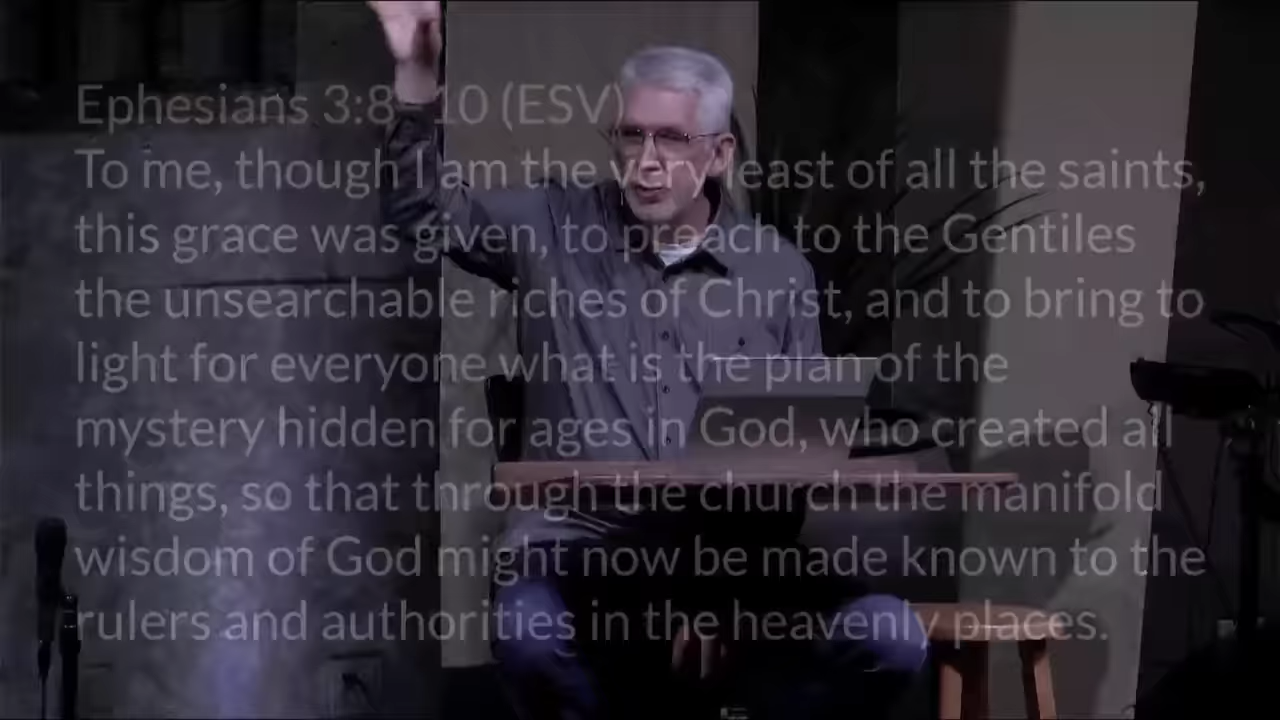 Ephesians 3:8-10 (ESV)
To me, though I am the very least of all the saints,
this grace was given, to preach to the Gentiles
the unsearchable riches of Christ, and to bring to
light for everyone what is the plan of the
mystery hidden for ages in God, who created all
things, so that through the church the manifold
wisdom of God might now be made known to the
rulers and authorities in the heavenly places.